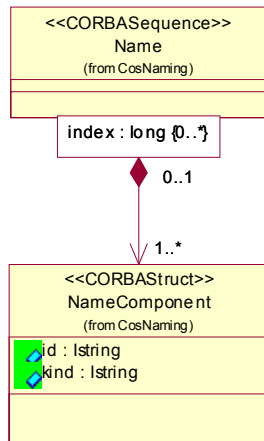 <<CORBASequence>>
Name
(from CosNaming)
index : long {0..*}
0..1
1..*
<<CORBAStruct>>
NameComponent
(from CosNaming)
id : Istring
kind : Istring